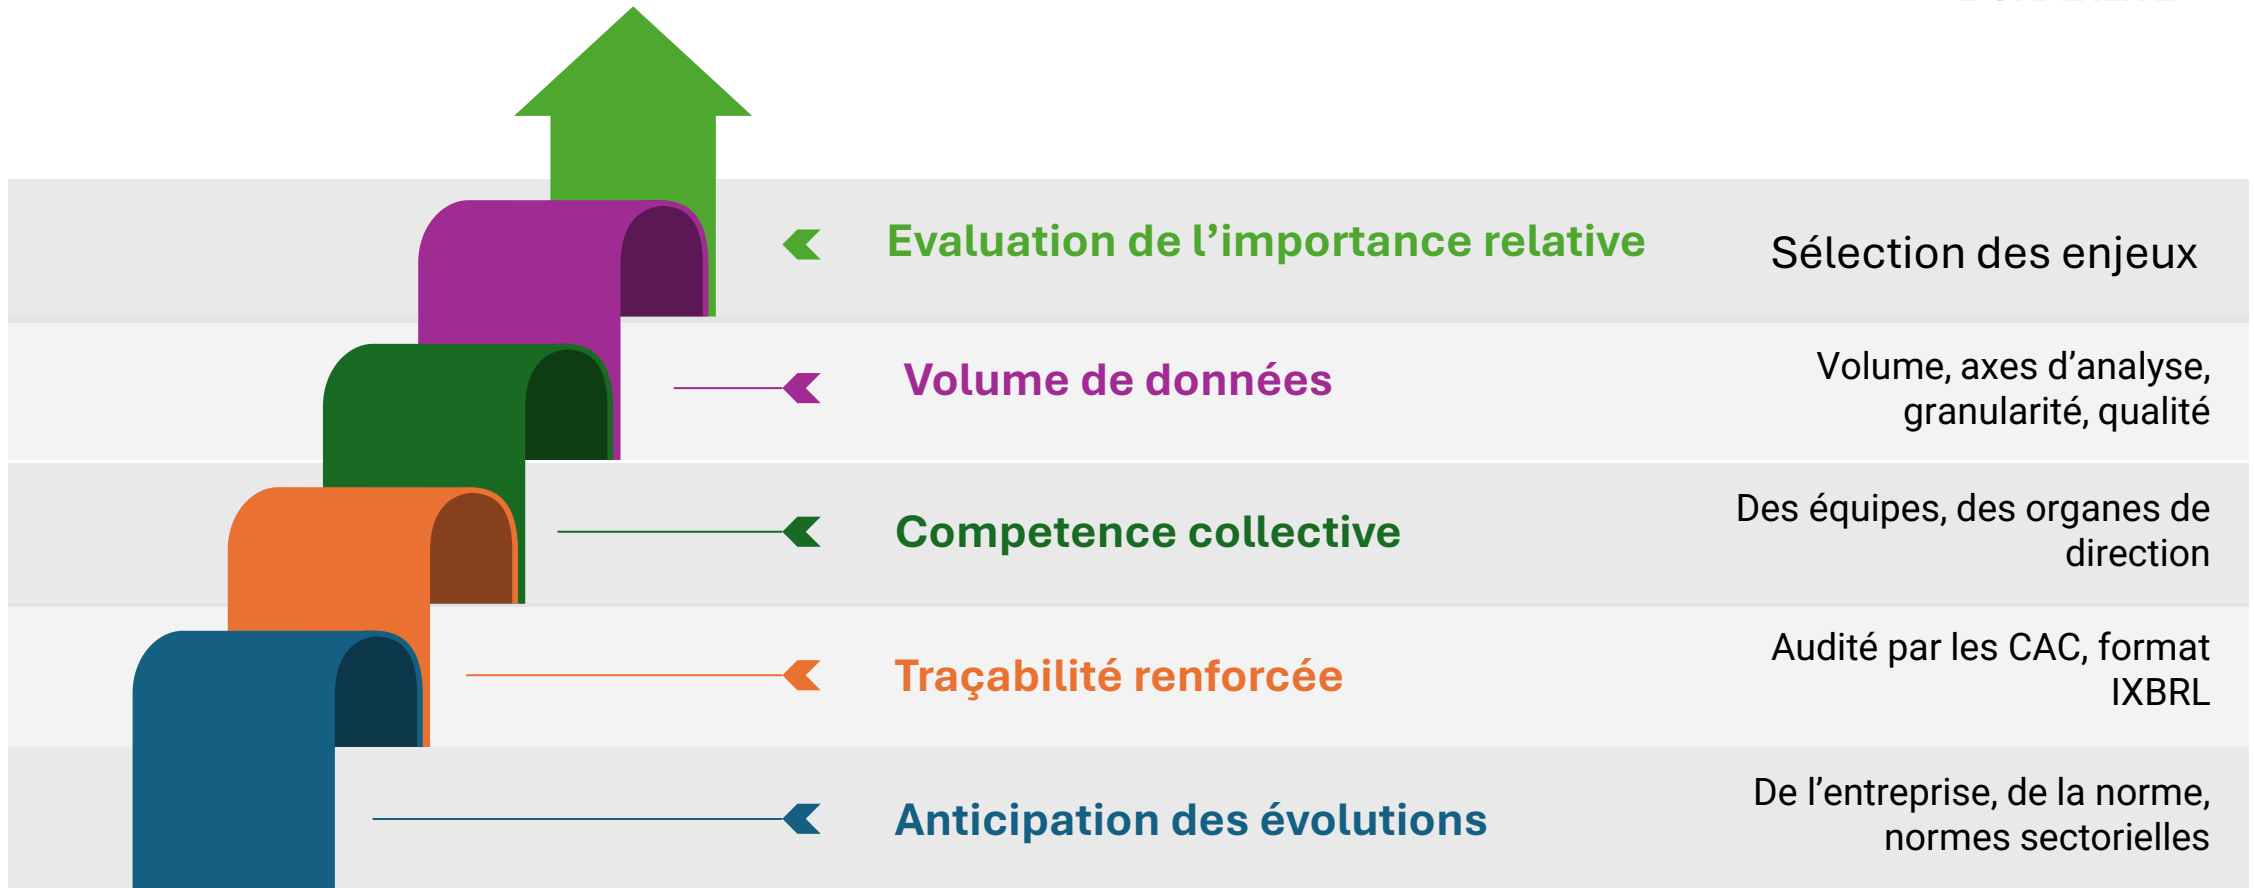 Evaluation de l’importance relative
Sélection des enjeux
Volume de données
Volume, axes d’analyse,
granularité, qualité
Competence collective
Des équipes, des organes de
direction
Traçabilité renforcée
Audité par les CAC, format
IXBRL
Anticipation des évolutions
De l’entreprise, de la norme,
normes sectorielles